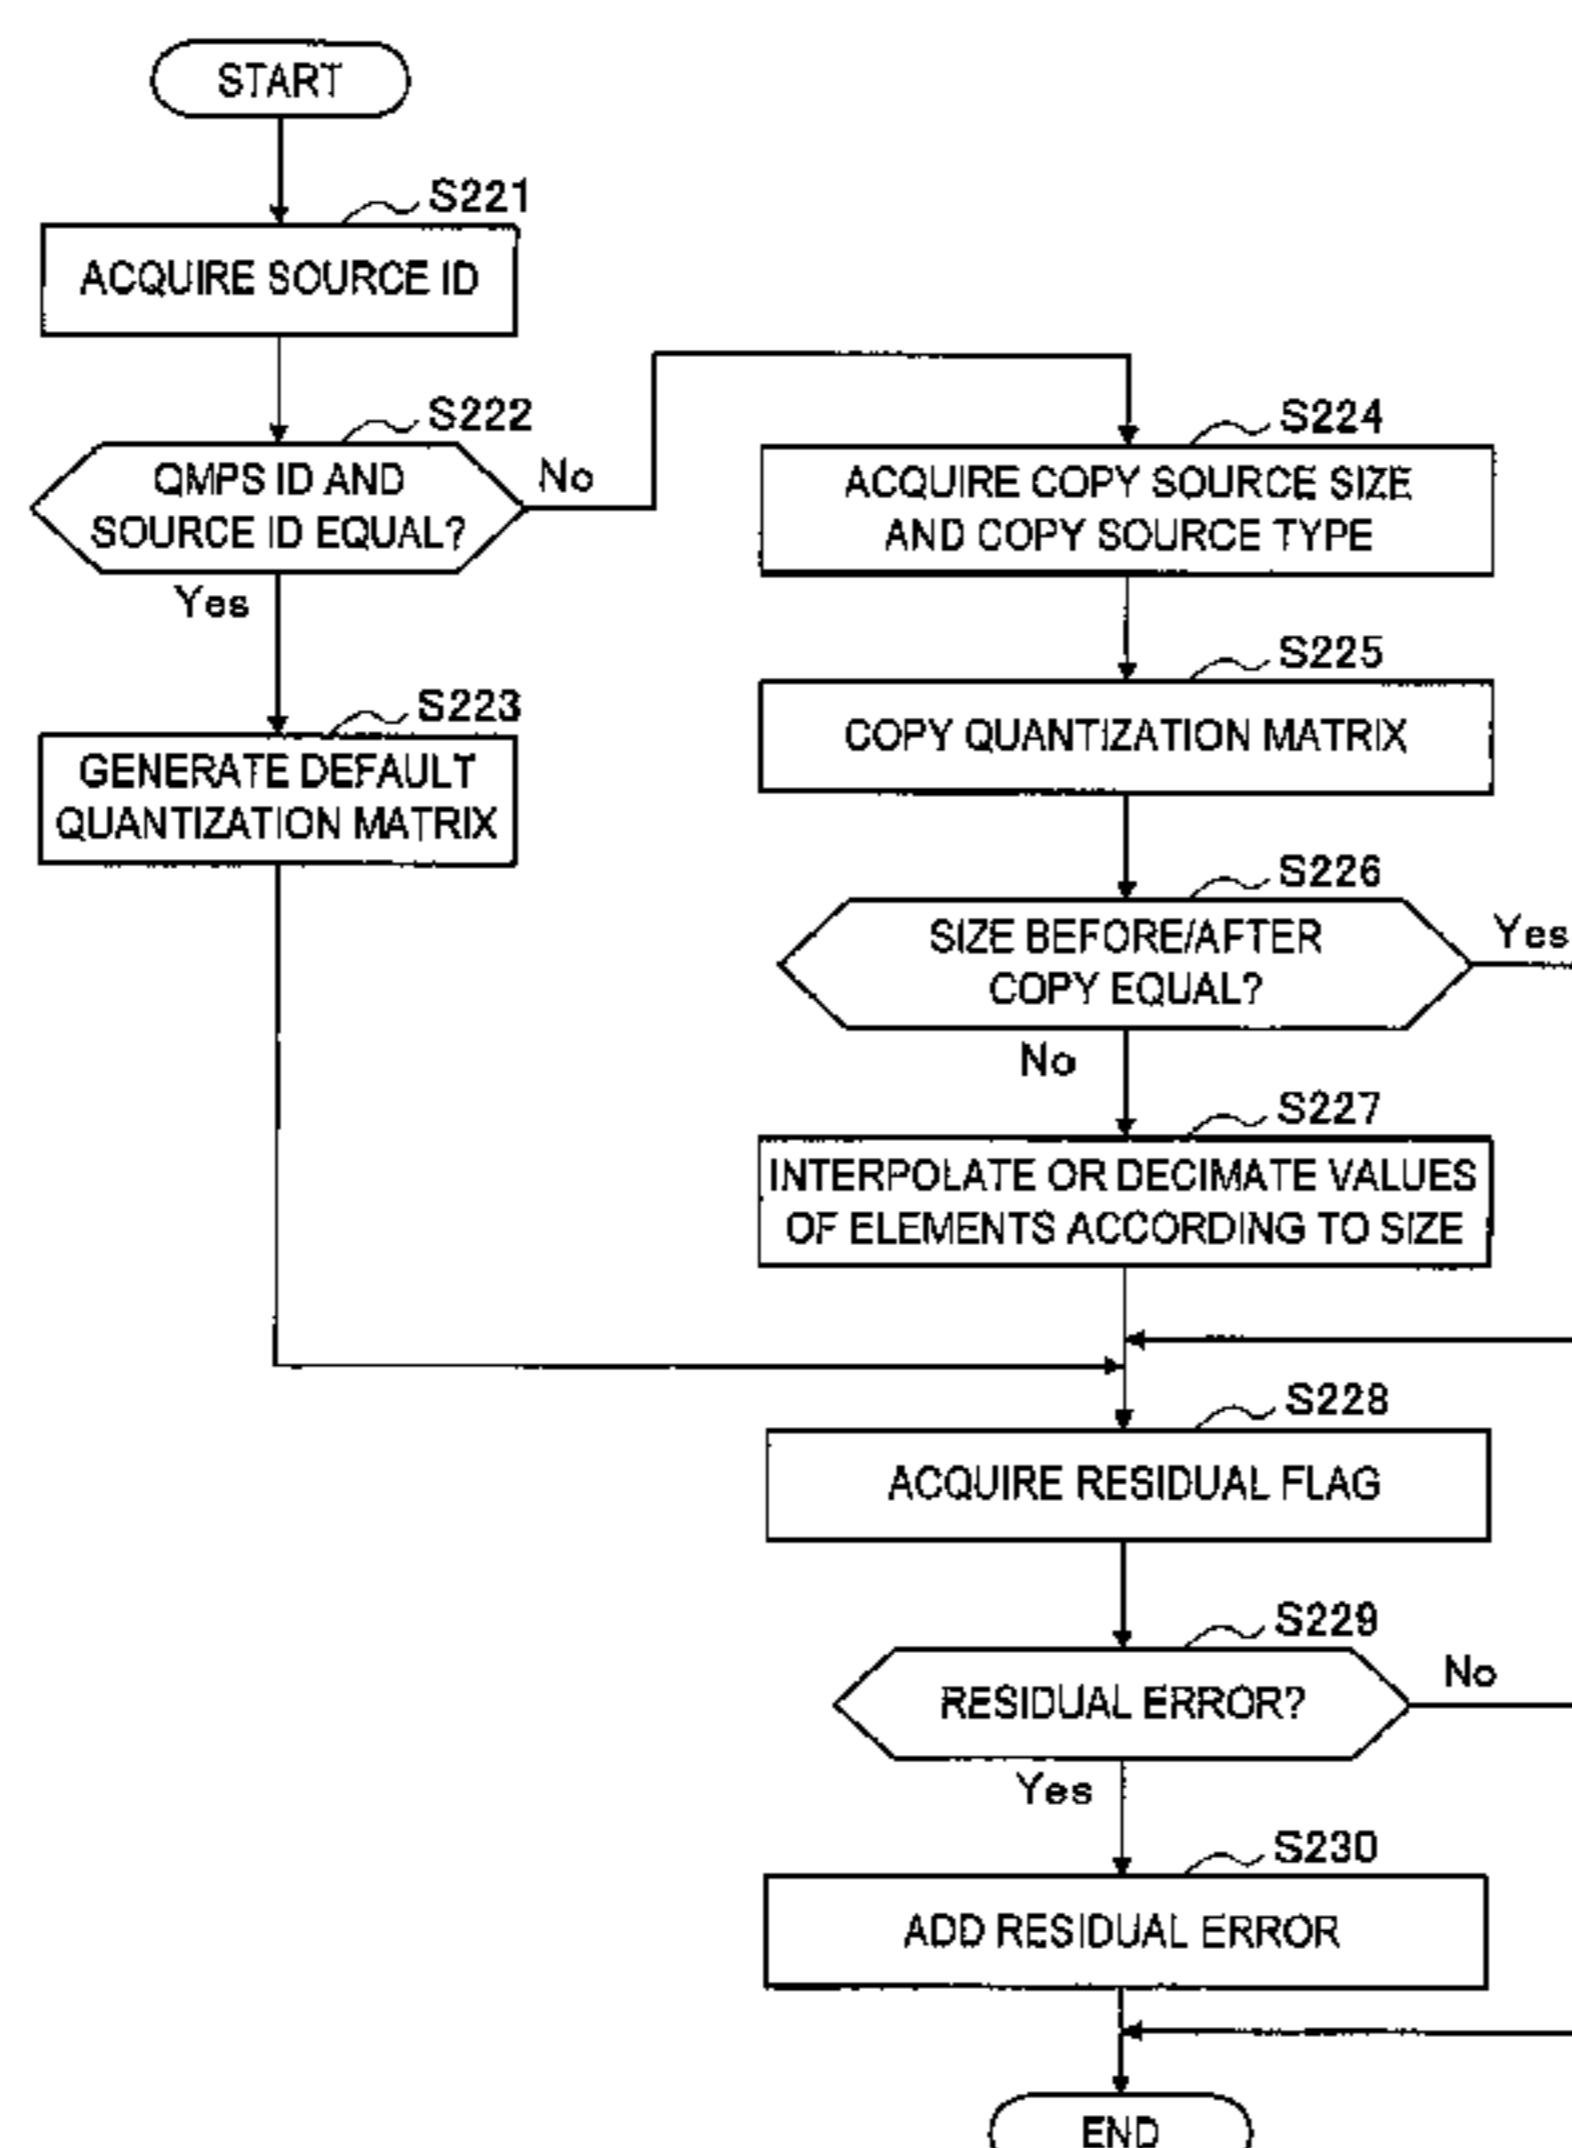 START
S221
ACQUIRE SOURCE ID
S222
QMPS ID AND
SOURCE ID EQUAL?
No
Yes
S223
GENERATE DEFAULT
QUANTIZATION MATRIX
S224
ACQUIRE COPY SOURCE SIZE
AND COPY SOURCE TYPE
S225
COPY QUANTIZATION MATRIX
S226
SIZE BEFORE/AFTER
COPY EQUAL?
Yes
No
S227
INTERPOLATE OR DECIMATE VALUES
OF ELEMENTS ACCORDING TO SIZE
S228
ACQUIRE RESIDUAL FLAG
S229
RESIDUAL ERROR?
No
Yes
S230
ADD RESIDUAL ERROR
END